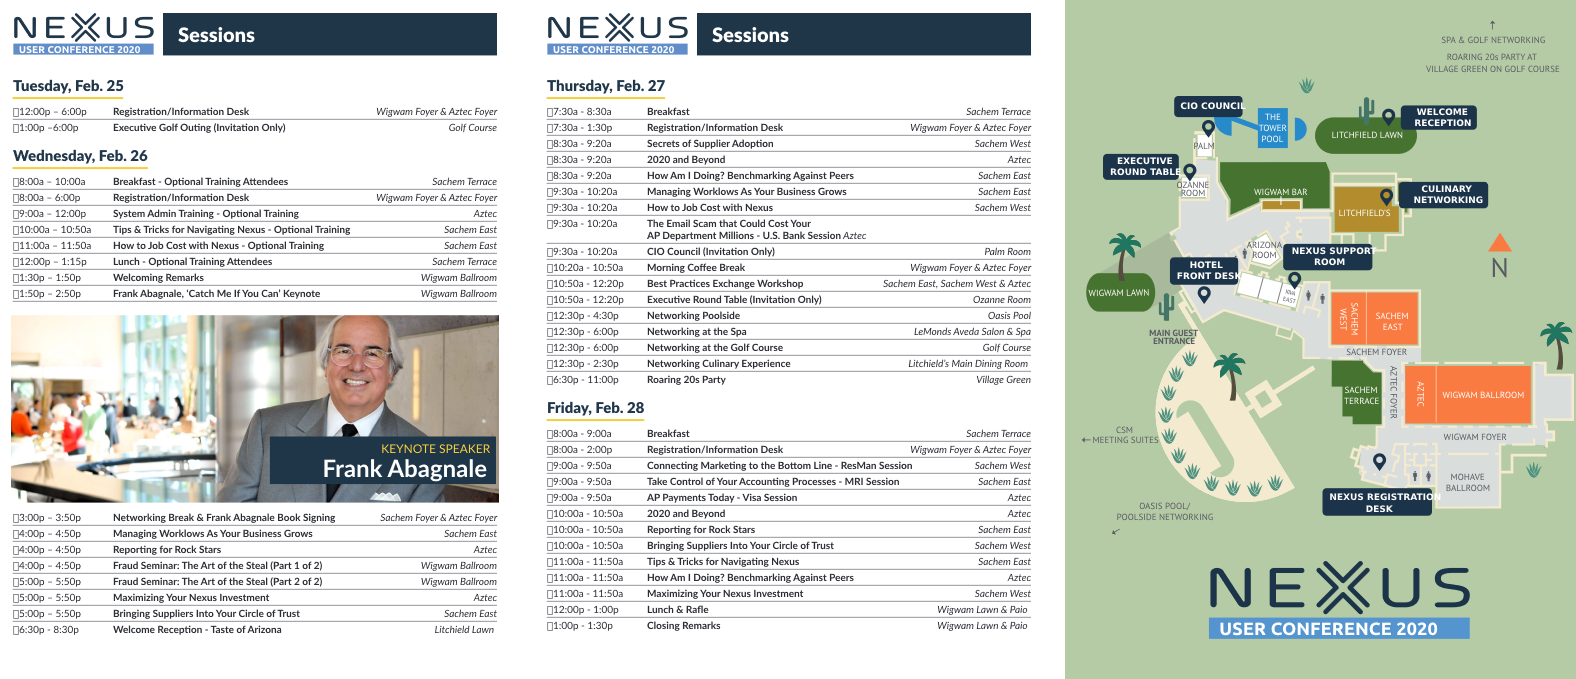 NEXUS
USER CONFERENCE 2020
Sessions
Tuesday, Feb. 25
12:00p – 6:00p Registration/Information Desk Wigwam Foyer & Aztec Foyer
1:00p –6:00p Executive Golf Outing (Invitation Only) Golf Course
Wednesday, Feb. 26
8:00a – 10:00a Breakfast - Optional Training Attendees Sachem Terrace
8:00a – 6:00p Registration/Information Desk Wigwam Foyer & Aztec Foyer
9:00a – 12:00p System Admin Training - Optional Training Aztec
10:00a – 10:50a Tips & Tricks for Navigating Nexus - Optional Training Sachem East
11:00a – 11:50a How to Job Cost with Nexus - Optional Training Sachem East
12:00p – 1:15p Lunch - Optional Training Attendees Sachem Terrace
1:30p – 1:50p Welcoming Remarks Wigwam Ballroom
1:50p – 2:50p Frank Abagnale, ‘Catch Me If You Can’ Keynote Wigwam Ballroom
KEYNOTE SPEAKER
Frank Abagnale
3:00p – 3:50p Networking Break & Frank Abagnale Book Signing Sachem Foyer & Aztec Foyer
4:00p – 4:50p Managing Worklows As Your Business Grows Sachem East
4:00p – 4:50p Reporting for Rock Stars Aztec
4:00p – 4:50p Fraud Seminar: The Art of the Steal (Part 1 of 2) Wigwam Ballroom
5:00p – 5:50p Fraud Seminar: The Art of the Steal (Part 2 of 2) Wigwam Ballroom
5:00p – 5:50p Maximizing Your Nexus Investment Aztec
5:00p – 5:50p Bringing Suppliers Into Your Circle of Trust Sachem East
6:30p - 8:30p Welcome Reception - Taste of Arizona Litchield Lawn
NEXUS
USER CONFERENCE 2020
Sessions
Thursday, Feb. 27
7:30a - 8:30a Breakfast Sachem Terrace
7:30a - 1:30p Registration/Information Desk Wigwam Foyer & Aztec Foyer
8:30a - 9:20a Secrets of Supplier Adoption Sachem West
8:30a - 9:20a 2020 and Beyond Aztec
8:30a - 9:20a How Am I Doing? Benchmarking Against Peers Sachem East
9:30a - 10:20a Managing Worklows As Your Business Grows Sachem East
9:30a - 10:20a How to Job Cost with Nexus Sachem West
9:30a - 10:20a The Email Scam that Could Cost Your
AP Department Millions - U.S. Bank Session Aztec
9:30a - 10:20a CIO Council (Invitation Only) Palm Room
10:20a - 10:50a Morning Coffee Break Wigwam Foyer & Aztec Foyer
10:50a - 12:20p Best Practices Exchange Workshop Sachem East, Sachem West & Aztec
10:50a - 12:20p Executive Round Table (Invitation Only) Ozanne Room
12:30p - 4:30p Networking Poolside Oasis Pool
12:30p - 6:00p Networking at the Spa LeMonds Aveda Salon & Spa
12:30p - 6:00p Networking at the Golf Course Golf Course
12:30p - 2:30p Networking Culinary Experience Litchield’s Main Dining Room
6:30p - 11:00p Roaring 20s Party Village Green
Friday, Feb. 28
8:00a - 9:00a Breakfast Sachem Terrace
8:00a - 2:00p Registration/Information Desk Wigwam Foyer & Aztec Foyer
9:00a - 9:50a Connecting Marketing to the Bottom Line - ResMan Session Sachem West
9:00a - 9:50a Take Control of Your Accounting Processes - MRI Session Sachem East
9:00a - 9:50a AP Payments Today - Visa Session Aztec
10:00a - 10:50a 2020 and Beyond Aztec
10:00a - 10:50a Reporting for Rock Stars Sachem East
10:00a - 10:50a Bringing Suppliers Into Your Circle of Trust Sachem West
11:00a - 11:50a Tips & Tricks for Navigating Nexus Sachem East
11:00a - 11:50a How Am I Doing? Benchmarking Against Peers Aztec
11:00a - 11:50a Maximizing Your Nexus Investment Sachem West
12:00p - 1:00p Lunch & Rafle Wigwam Lawn & Paio
1:00p - 1:30p Closing Remarks Wigwam Lawn & Paio
SPA & GOLF NETWORKING
ROARING 20s PARTY AT
VILLAGE GREEN ON GOLF COURSE
CIO COUNCIL
THE
TOWER
POOL
WELCOME
RECEPTION
LITCHFIELD LAWN
PALM
EXECUTIVE
ROUND TABLE
OZANNE
ROOM
WIGWAM BAR
CULINARY
NETWORKING
LITCHFIELD'S
ARIZONA
ROOM
NEXUS SUPPORT
ROOM
N
HOTEL
FRONT DESK
KIVA
EAST
WIGWAM LAWN
SACHEM
WEST
SACHEM
EAST
MAIN GUEST
ENTRANCE
SACHEM FOYER
SACHEM
TERRACE
AZTEC FOYER
AZTEC
WIGWAM BALLROOM
CSM
MEETING SUITES
WIGWAM FOYER
MOHAVE
BALLROOM
NEXUS REGISTRATION
DESK
OASIS POOL/
POOLSIDE NETWORKING
NEXUS
USER CONFERENCE 2020